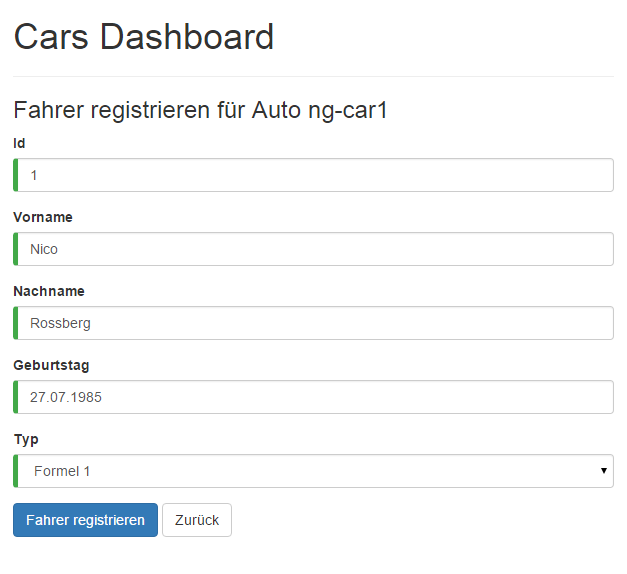 Cars Dashboard
Fahrer registrieren für Auto ng-car1
Id
1
Vorname
Nico
Nachname
Rossberg
Geburtstag
27.07.1985
Typ
Formel 1
Fahrer registrieren Zurück